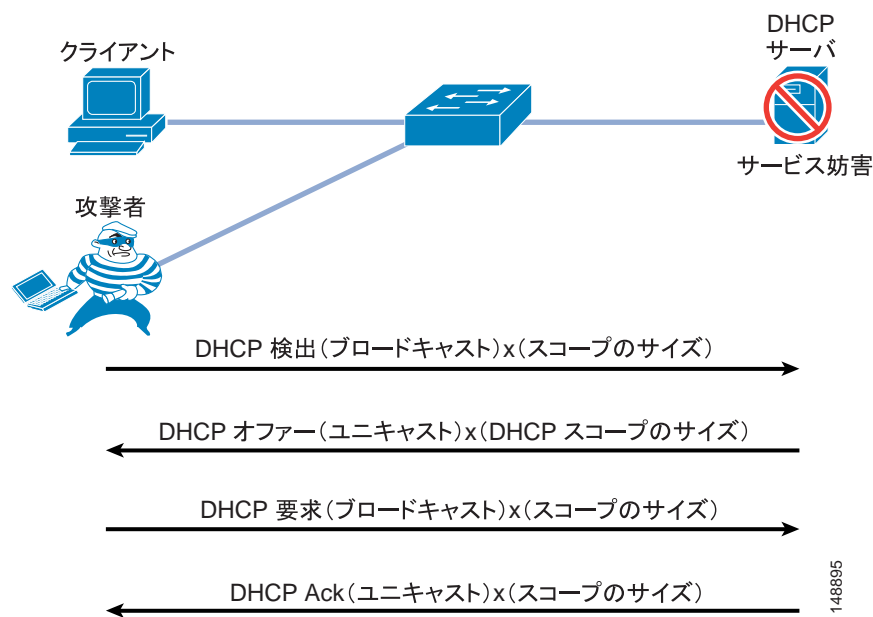 クライアント
DHCP
サーバ
サービス妨害
攻撃者
DHCP 検出（ブロードキャスト）x（スコープのサイズ）
DHCP オファー（ユニキャスト）x（DHCP スコープのサイズ）
DHCP 要求（ブロードキャスト）x（スコープのサイズ）
DHCP Ack（ユニキャスト）x（スコープのサイズ）
148895